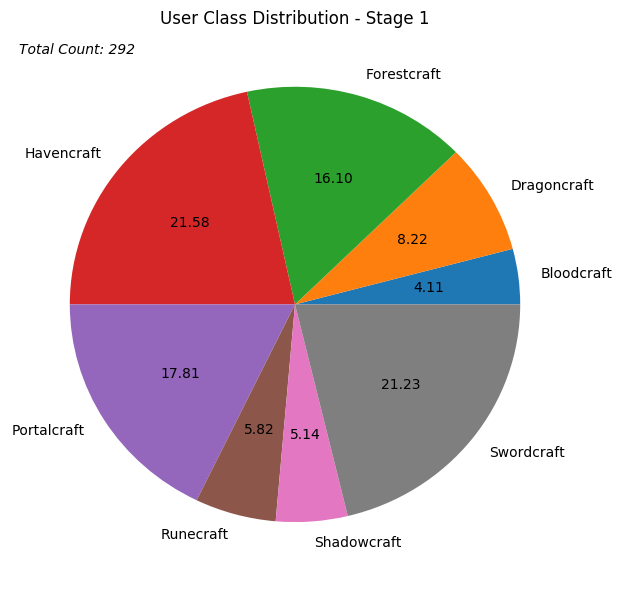 User Class Distribution - Stage 1
Total Count: 292
Forestcraft
Havencraft
16.10
Dragoncraft
21.58
8.22
Bloodcraft
4.11
17.81
21.23
Portalcraft
5.82
5.14
Swordcraft
Runecraft
Shadowcraft